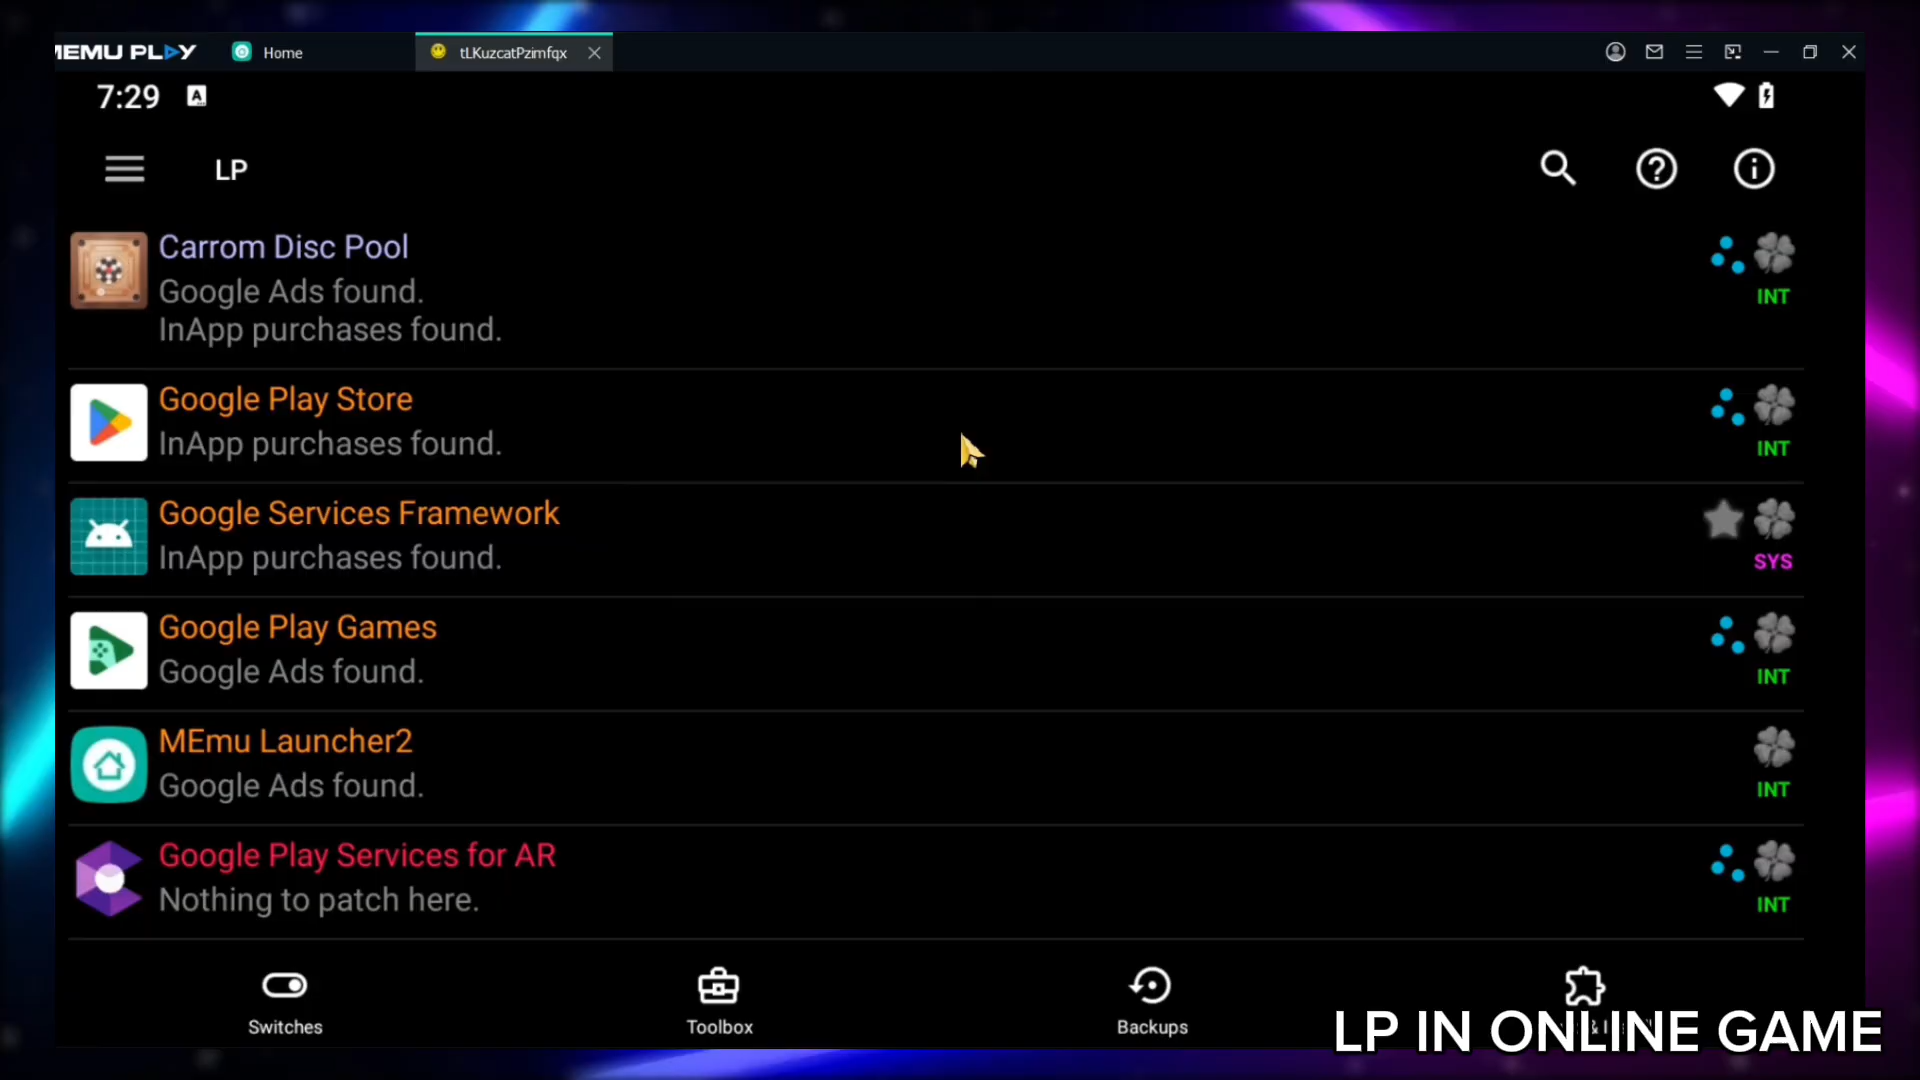 MEMU PLAY
Home
tLKuzcatPzimfqx
7:29
A
LP
Carrom Disc Pool
Google Ads found.
InApp purchases found.
INT
Google Play Store
InApp purchases found.
INT
Google Services Framework
InApp purchases found.
SYS
Google Play Games
Google Ads found.
INT
MEmu Launcher2
Google Ads found.
INT
Google Play Services for AR
Nothing to patch here.
INT
Switches
Toolbox
Backups
LP IN ONLINE GAME